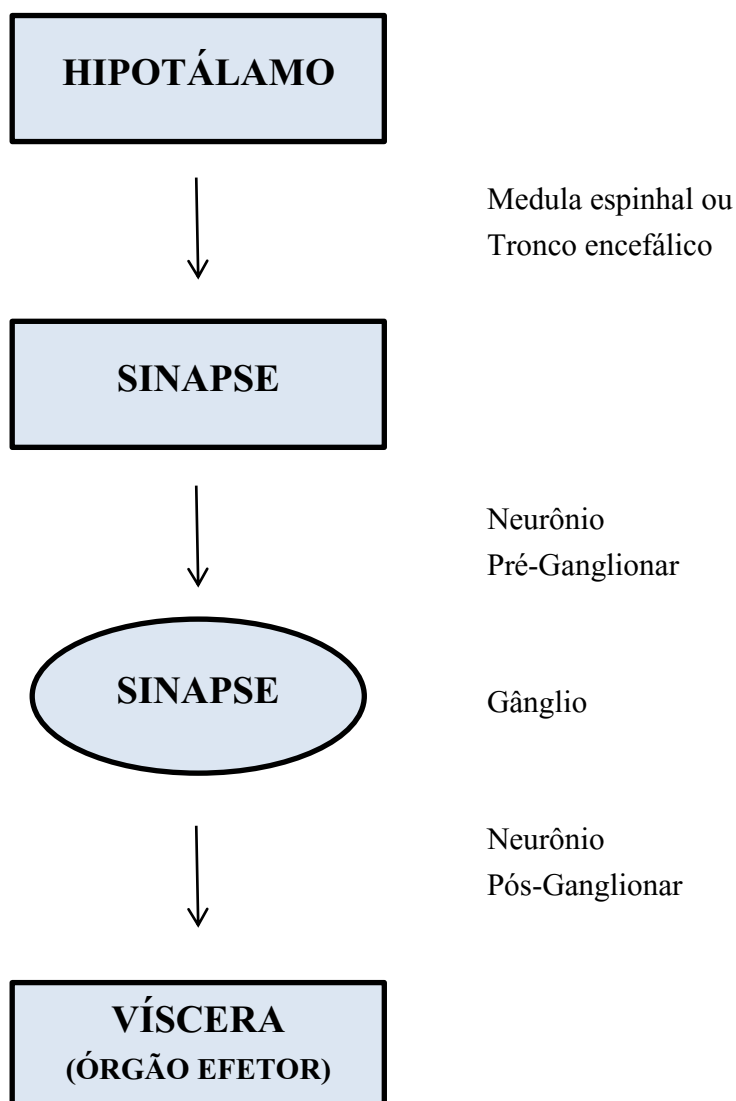 HIPOTÁLAMO
Medula espinhal ou
Tronco encefálico
SINAPSE
Neurônio
Pré-Ganglionar
SINAPSE
Gânglio
Neurônio
Pós-Ganglionar
VÍSCERA
(ÓRGÃO EFETOR)